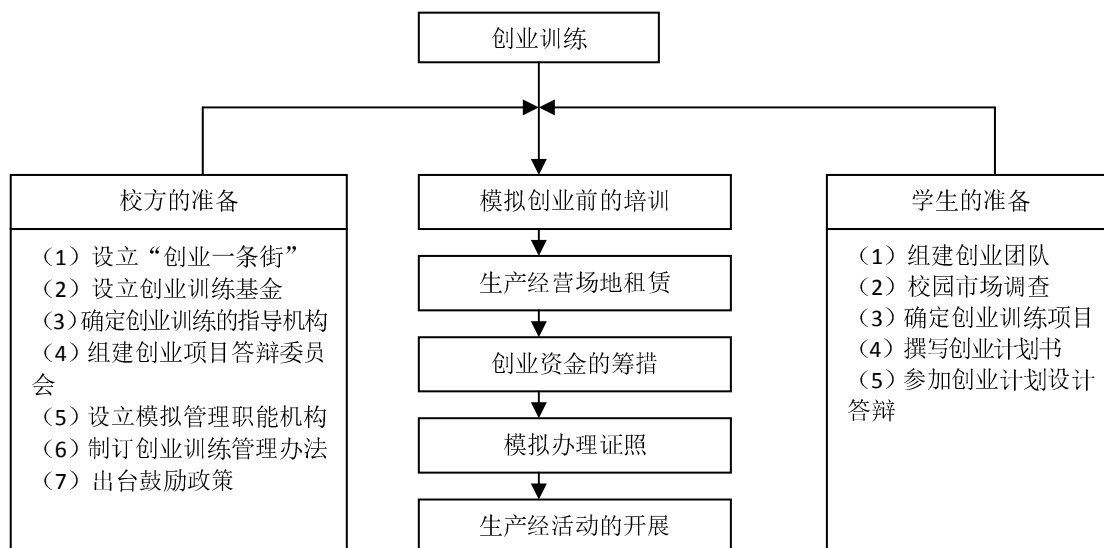 创业训练
校方的准备
（1）设立“创业一条街”
（2）设立创业训练基金
（3）确定创业训练的指导机构
（4）组建创业项目答辩委员
会
（5）设立模拟管理职能机构
（6）制订创业训练管理办法
（7）出台鼓励政策
模拟创业前的培训
生产经营场地租赁
创业资金的筹措
模拟办理证照
生产经活动的开展
学生的准备
（1）组建创业团队
（2）校园市场调查
（3）确定创业训练项目
（4）撰写创业计划书
（5）参加创业计划设计
答辩